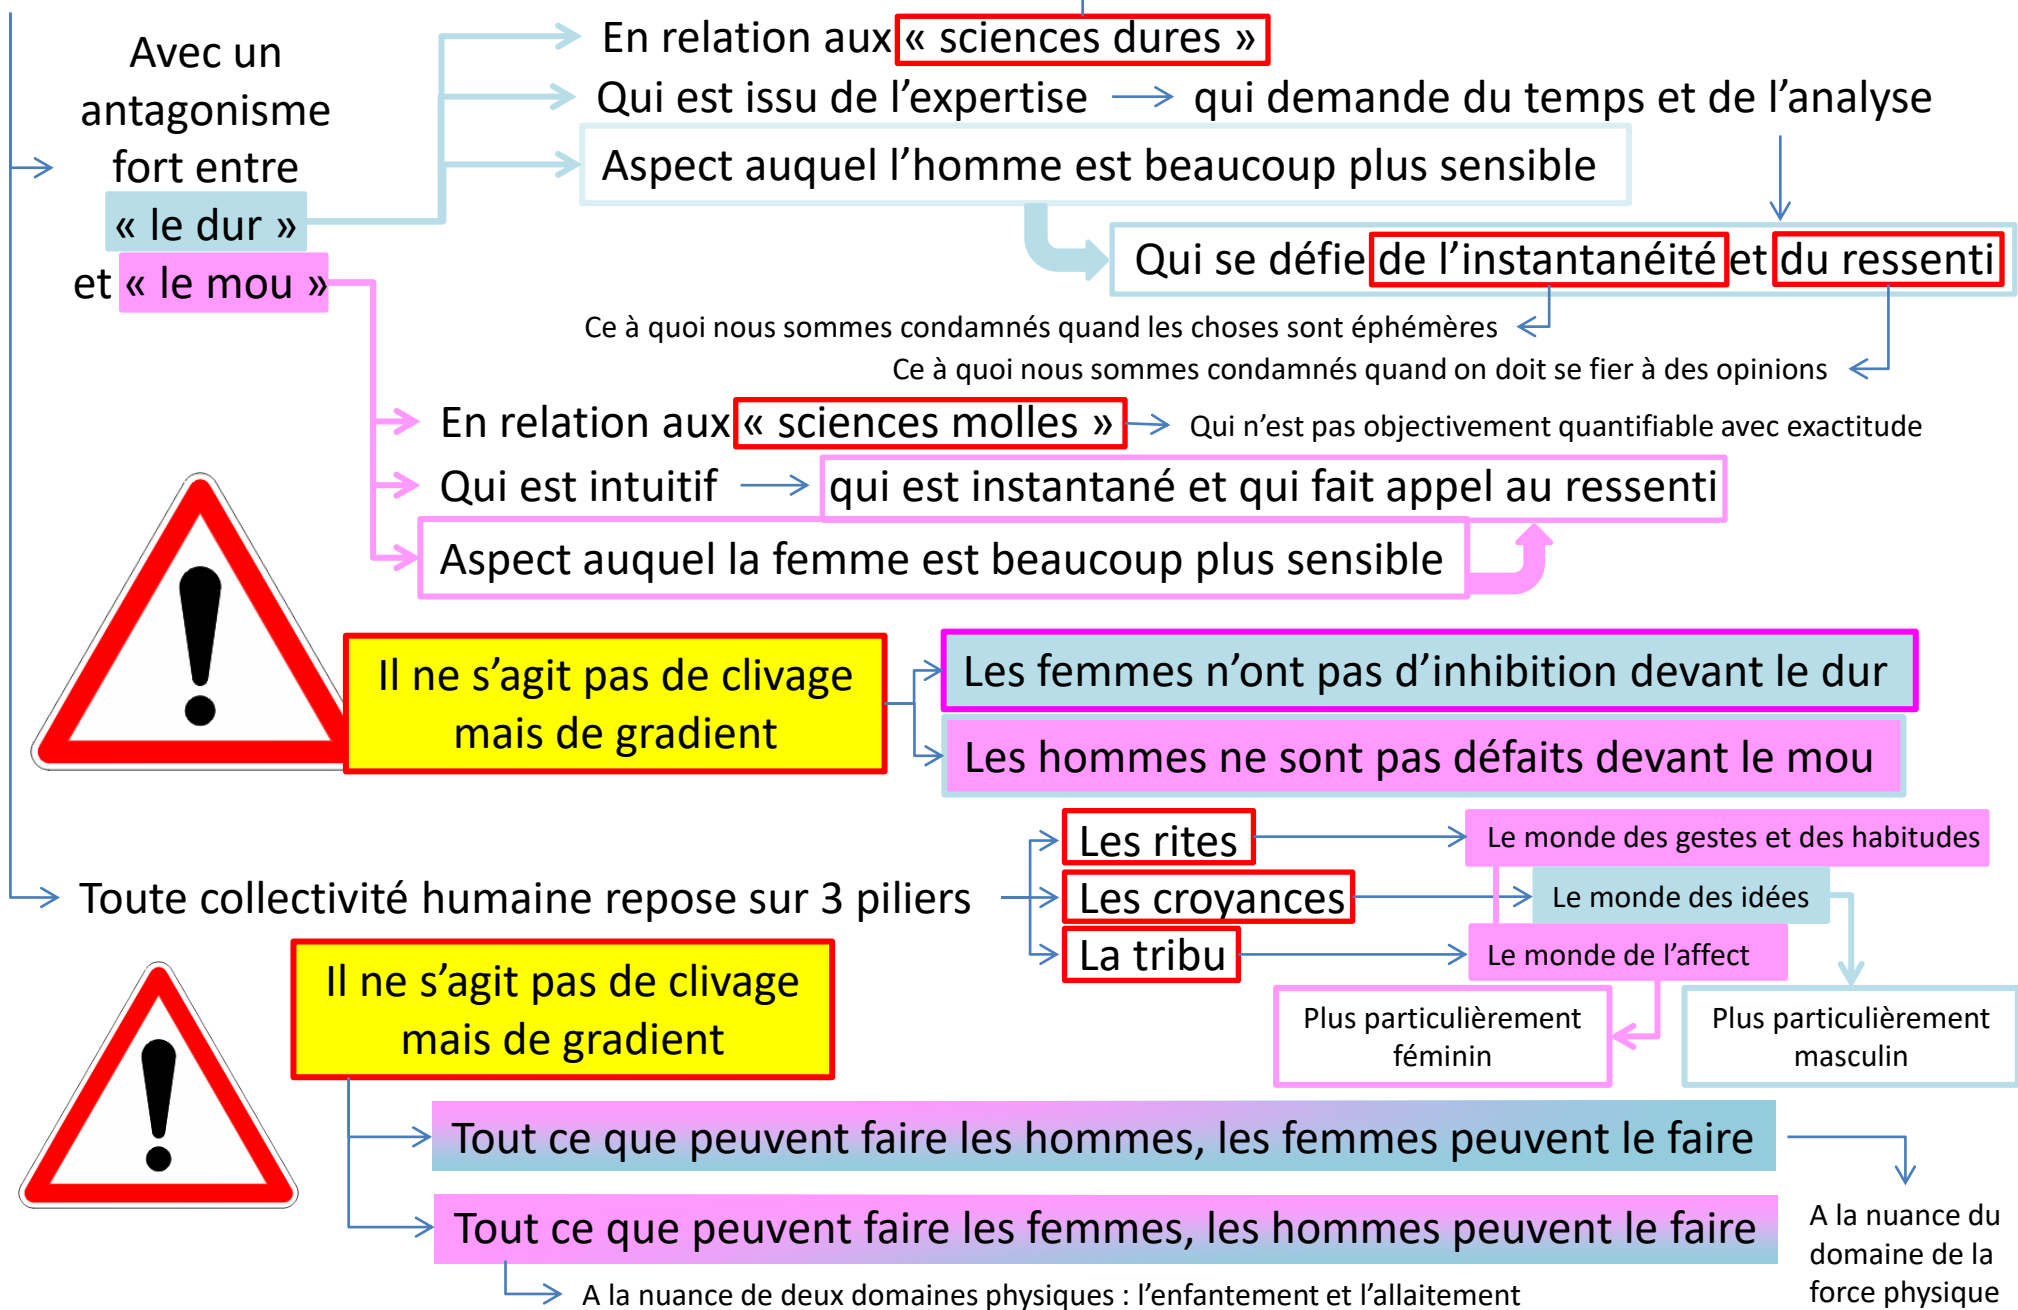 Avec un
antagonisme
fort entre
« le dur »
et « le mou »
En relation aux « sciences dures »
Qui est issu de l’expertise
qui demande du temps et de l’analyse
Aspect auquel l’homme est beaucoup plus sensible
Qui se défie de l’instantanéité et du ressenti
Ce à quoi nous sommes condamnés quand les choses sont éphémères
Ce à quoi nous sommes condamnés quand on doit se fier à des opinions
En relation aux « sciences molles »
Qui n’est pas objectivement quantifiable avec exactitude
Qui est intuitif
qui est instantané et qui fait appel au ressenti
Aspect auquel la femme est beaucoup plus sensible
Il ne s’agit pas de clivage
mais de gradient
Les femmes n’ont pas d’inhibition devant le dur
Les hommes ne sont pas défaits devant le mou
Toute collectivité humaine repose sur 3 piliers
Les rites
Le monde des gestes et des habitudes
Les croyances
Le monde des idées
La tribu
Le monde de l’affect
Plus particulièrement
féminin
Plus particulièrement
masculin
Il ne s’agit pas de clivage
mais de gradient
Tout ce que peuvent faire les hommes, les femmes peuvent le faire
A la nuance du
domaine de la
force physique
Tout ce que peuvent faire les femmes, les hommes peuvent le faire
A la nuance de deux domaines physiques : l’enfantement et l’allaitement